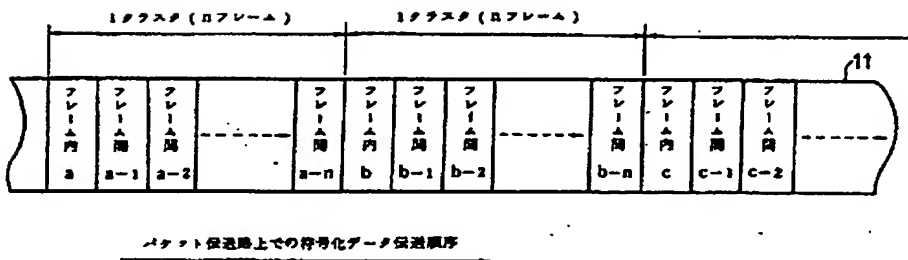 1クラスタ(nフレーム)
1クラスタ(nフレーム)
11
フレーム内 a
フレーム間 a-1
フレーム間 a-2
フレーム間 a-n
フレーム内 b
フレーム間 b-1
フレーム間 b-2
フレーム間 b-n
フレーム内 c
フレーム間 c-1
フレーム間 c-2
パケット伝送路上での符号化データ伝送順序